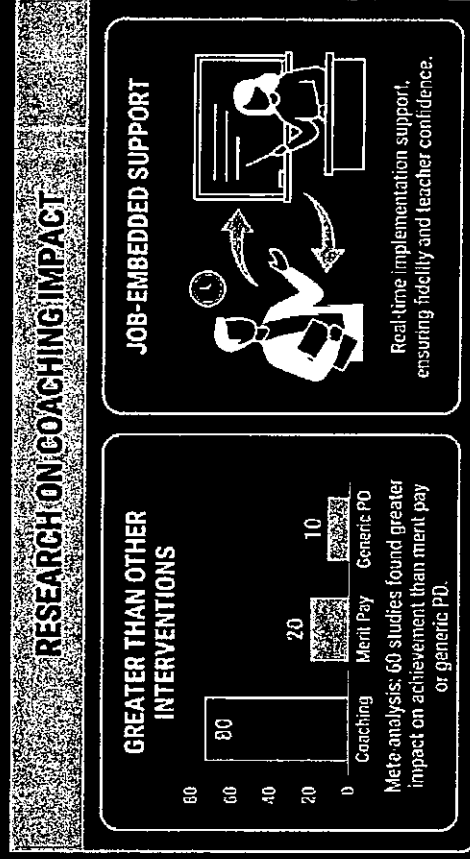 RESEARCH ON COACHING IMPACT
GREATER THAN OTHER
INTERVENTIONS
80
60
40
20
0
80
20
10
Coaching
Merit Pay
Generic PD
Meta-analysis: 60 studies found greater
impact on achievement than merit pay
or generic PD.
JOB-EMBEDDED SUPPORT
Real-time implementation support,
ensuring fidelity and teacher confidence.